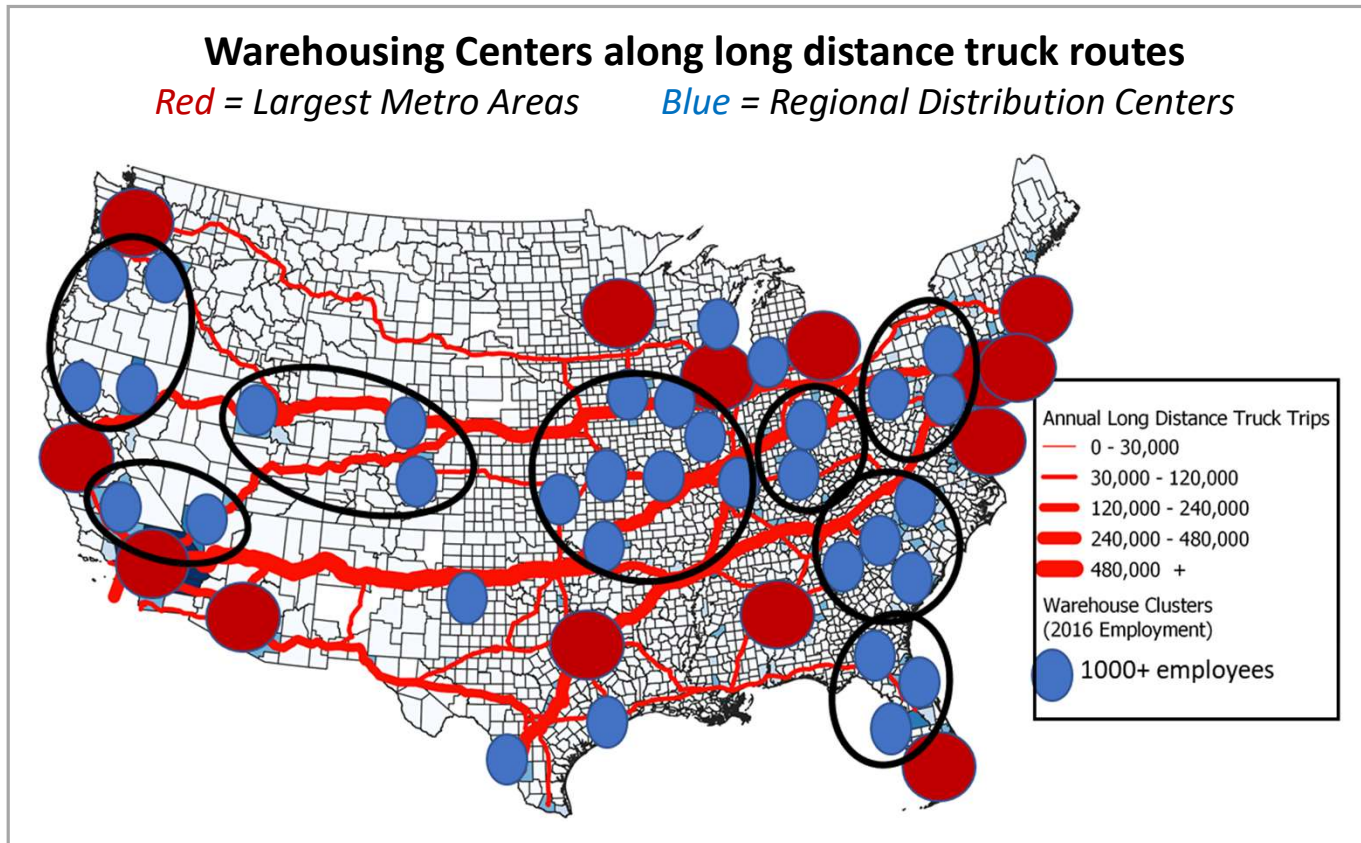 Warehousing Centers along long distance truck routes
Red = Largest Metro Areas Blue = Regional Distribution Centers
Annual Long Distance Truck Trips
0 - 30,000
30,000 - 120,000
120,000 - 240,000
240,000 - 480,000
480,000 +
Warehouse Clusters
(2016 Employment)
1000+ employees